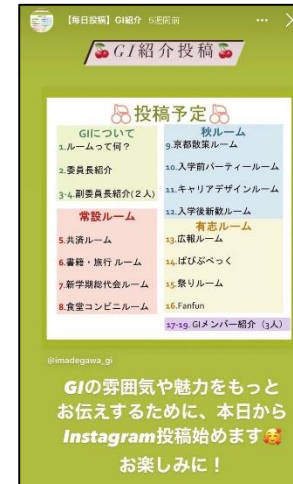 【毎日投稿】GI紹介 5週間前
GI紹介投稿
投稿予定
GIについて
1.ルームって何？
2.委員長紹介
3-4.副委員長紹介(２人)
常設ルーム
5.共済ルーム
6.書籍・旅行 ルーム
7.新学期総代会ルーム
8.食堂コンビニルーム
秋ルーム
9.京都散策ルーム
10.入学前パーティールーム
11.キャリアデザインルーム
12.入学後新歓ルーム
有志ルーム
13.広報ルーム
14.ぱびぷべっく
15.祭りルーム
16.Fanfun
17-19. GIメンバー紹介（3人）
@imadegawa_gi
GIの雰囲気や魅力をもっと
お伝えするために、本日から
Instagram投稿始めます🥰
お楽しみに！